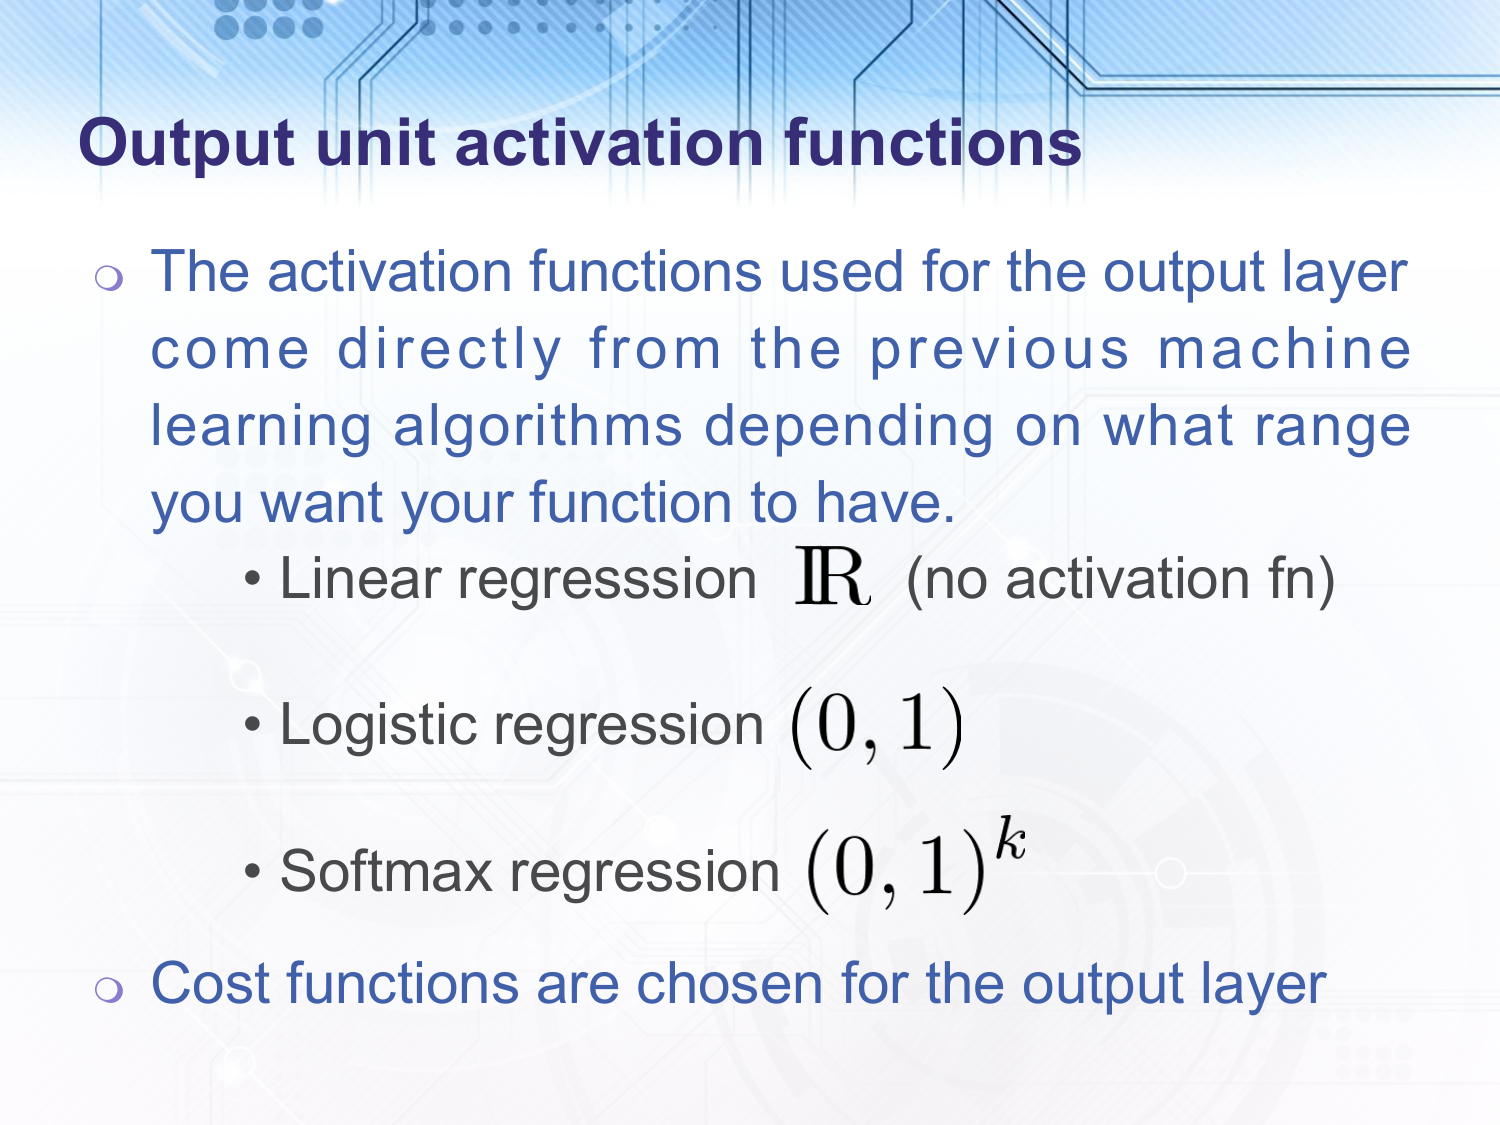 Output unit activation functions
The activation functions used for the output layer
come directly from the previous machine
learning algorithms depending on what range
you want your function to have.
• Linear regresssion ℝ (no activation fn)
• Logistic regression (0, 1)
• Softmax regression (0, 1)^k
Cost functions are chosen for the output layer